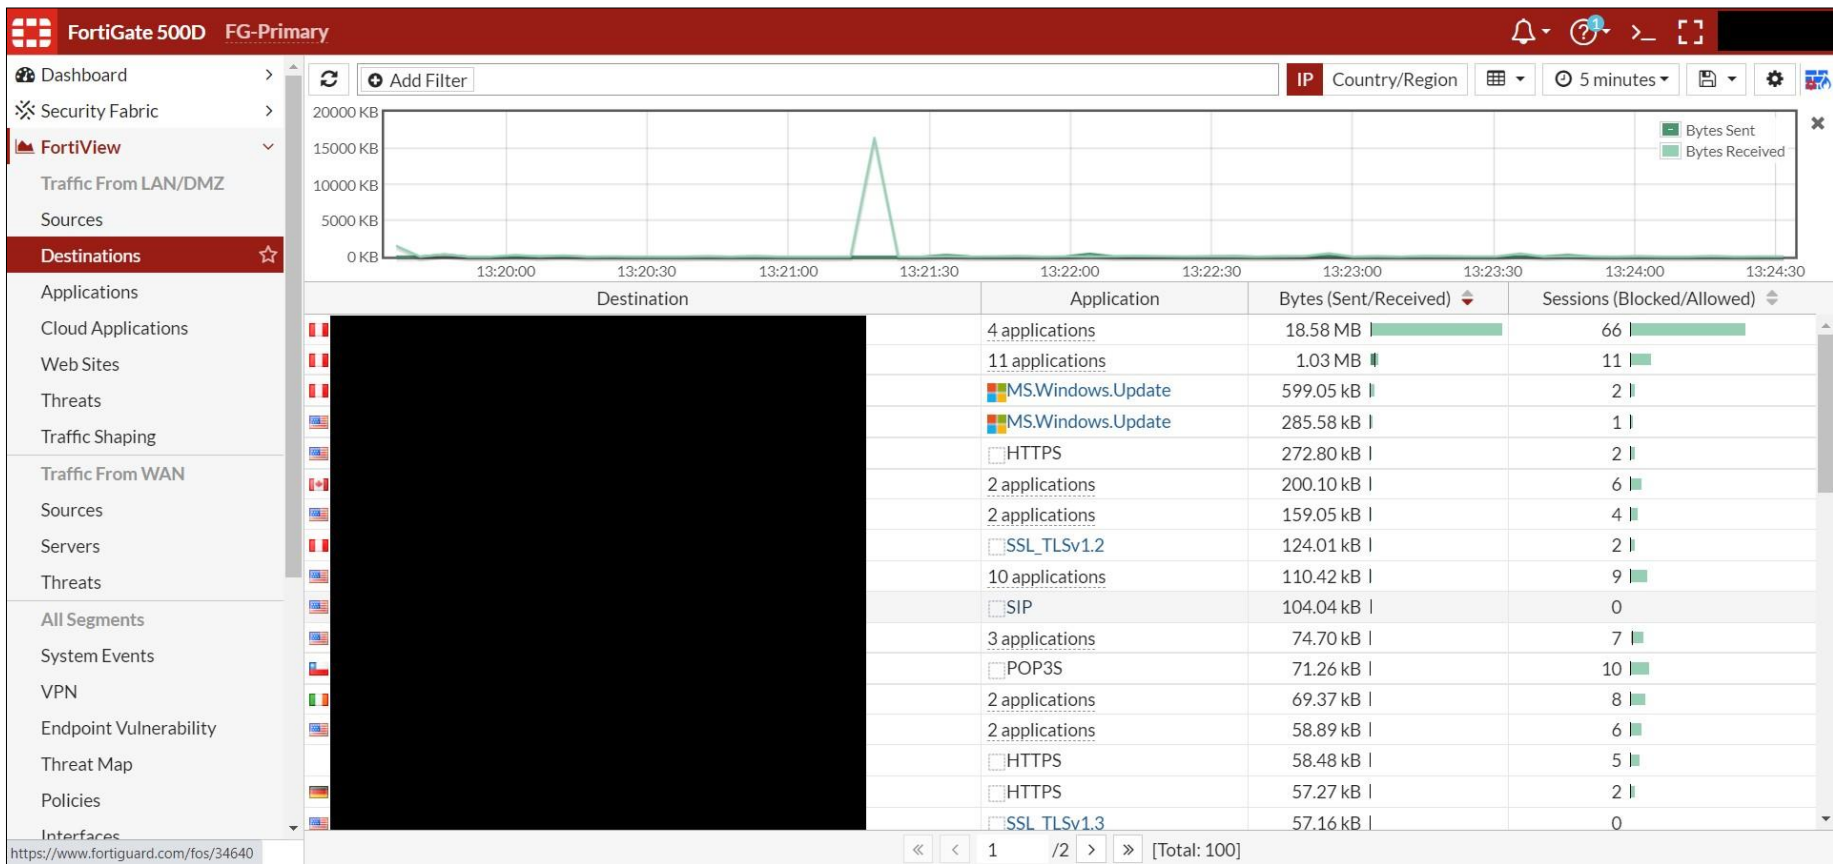 FortiGate 500D FG-Primary
1
Dashboard
Security Fabric
FortiView
Traffic From LAN/DMZ
Sources
Destinations
Applications
Cloud Applications
Web Sites
Threats
Traffic Shaping
Traffic From WAN
Sources
Servers
Threats
All Segments
System Events
VPN
Endpoint Vulnerability
Threat Map
Policies
Interfaces
https://www.fortiguard.com/fos/34640
Add Filter IP Country/Region 5 minutes
20000 KB
15000 KB
10000 KB
5000 KB
0 KB
Bytes Sent
Bytes Received
13:20:00 13:20:30 13:21:00 13:21:30 13:22:00 13:22:30 13:23:00 13:23:30 13:24:00 13:24:30
Destination Application Bytes (Sent/Received) Sessions (Blocked/Allowed)
4 applications 18.58 MB 66
11 applications 1.03 MB 11
MS.Windows.Update 599.05 kB 2
MS.Windows.Update 285.58 kB 1
HTTPS 272.80 kB 2
2 applications 200.10 kB 6
2 applications 159.05 kB 4
SSL_TLSv1.2 124.01 kB 2
10 applications 110.42 kB 9
SIP 104.04 kB 0
3 applications 74.70 kB 7
POP3S 71.26 kB 10
2 applications 69.37 kB 8
2 applications 58.89 kB 6
HTTPS 58.48 kB 5
HTTPS 57.27 kB 2
SSL_TLSv1.3 57.16 kB 0
« < 1 /2 > » [Total: 100]